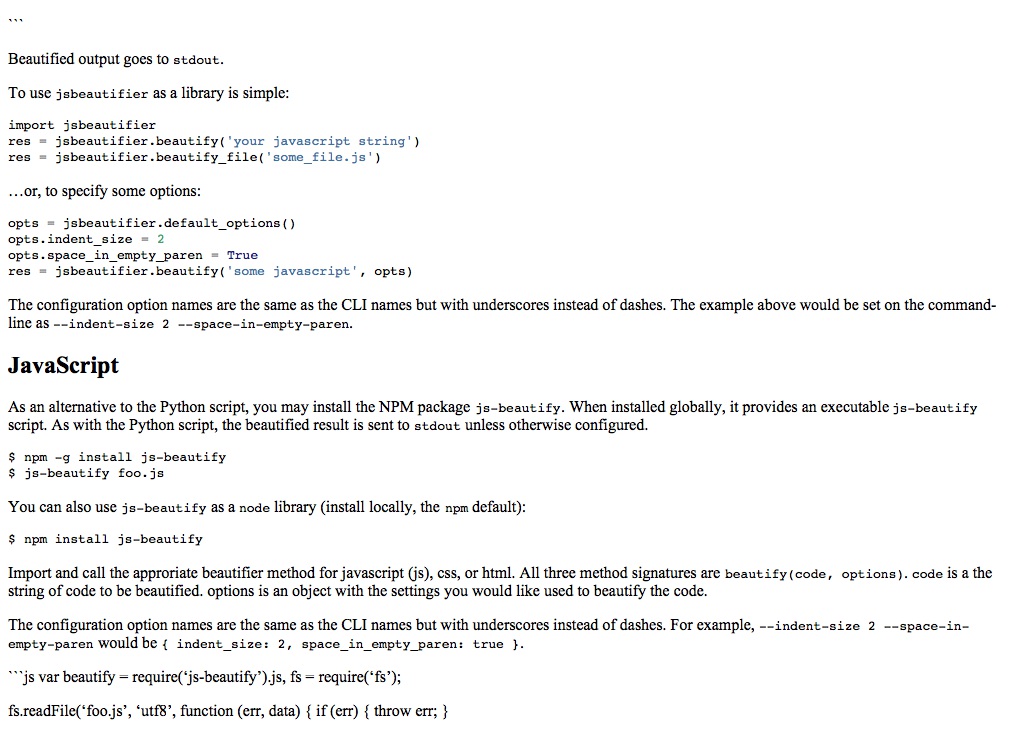 ```
Beautified output goes to stdout.
To use jsbeautifier as a library is simple:
import jsbeautifier
res = jsbeautifier.beautify('your javascript string')
res = jsbeautifier.beautify_file('some_file.js')
…or, to specify some options:
opts = jsbeautifier.default_options()
opts.indent_size = 2
opts.space_in_empty_paren = True
res = jsbeautifier.beautify('some javascript', opts)
The configuration option names are the same as the CLI names but with underscores instead of dashes. The example above would be set on the command-
line as --indent-size 2 --space-in-empty-paren.
JavaScript
As an alternative to the Python script, you may install the NPM package js-beautify. When installed globally, it provides an executable js-beautify
script. As with the Python script, the beautified result is sent to stdout unless otherwise configured.
$ npm -g install js-beautify
$ js-beautify foo.js
You can also use js-beautify as a node library (install locally, the npm default):
$ npm install js-beautify
Import and call the approriate beautifier method for javascript (js), css, or html. All three method signatures are beautify(code, options). code is a the
string of code to be beautified. options is an object with the settings you would like used to beautify the code.
The configuration option names are the same as the CLI names but with underscores instead of dashes. For example, --indent-size 2 --space-in-
empty-paren would be { indent_size: 2, space_in_empty_paren: true }.
```js var beautify = require(‘js-beautify’).js, fs = require(‘fs’);
fs.readFile(‘foo.js’, ‘utf8’, function (err, data) { if (err) { throw err; }